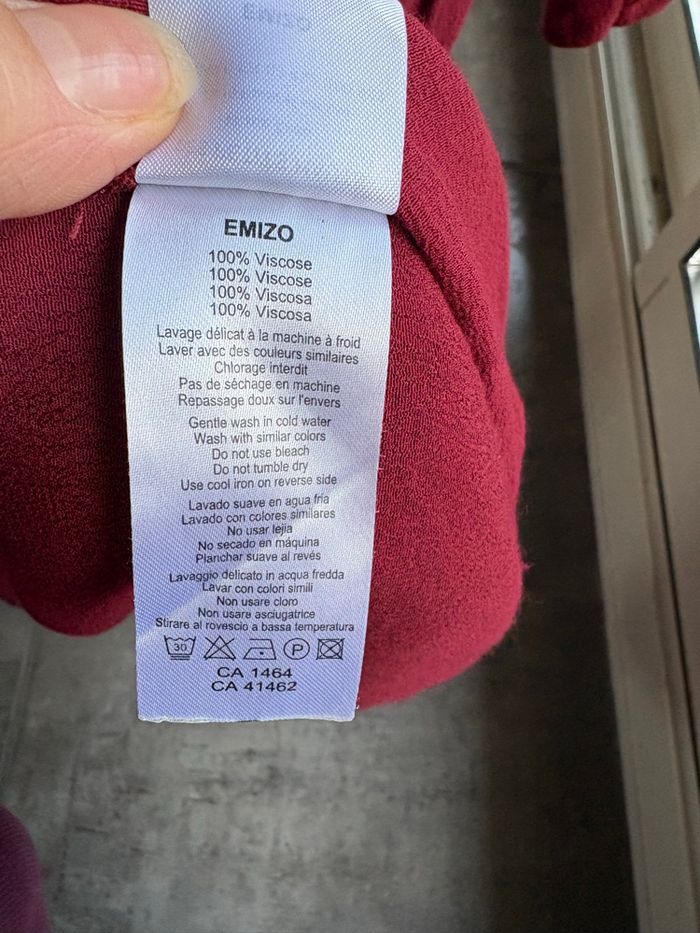 EMIZO
EMIZO
100% Viscose
100% Viscose
100% Viscosa
100% Viscosa
Lavage délicat à la machine à froid
Laver avec des couleurs similaires
Chlorage interdit
Pas de séchage en machine
Repassage doux sur l'envers
Gentle wash in cold water
Wash with similar colors
Do not use bleach
Do not tumble dry
Use cool iron on reverse side
Lavado suave en agua fria
Lavado con colores similares
No usar lejia
No secado en máquina
Planchar suave al revés
Lavaggio delicato in acqua fredda
Lavar con colori simili
Non usare cloro
Non usare asciugatrice
Stirare al rovescio a bassa temperatura
30 P
CA 1464
CA 41462